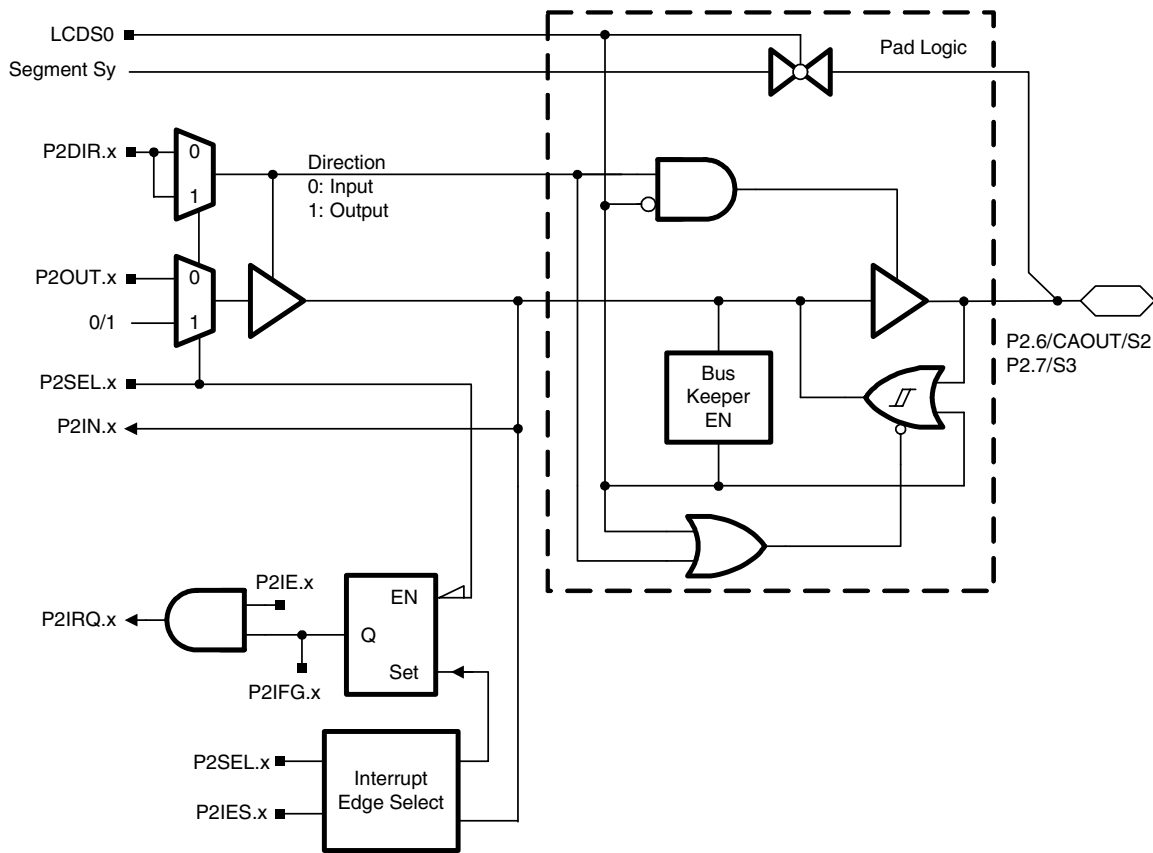 LCDS0
Pad Logic
Segment Sy
P2DIR.x
0
1
Direction
0: Input
1: Output
P2OUT.x
0
0/1
1
P2SEL.x
P2IN.x
Bus
Keeper
EN
P2.6/CAOUT/S2
P2.7/S3
P2IE.x
EN
P2IRQ.x
Q
Set
P2IFG.x
P2SEL.x
Interrupt
Edge Select
P2IES.x